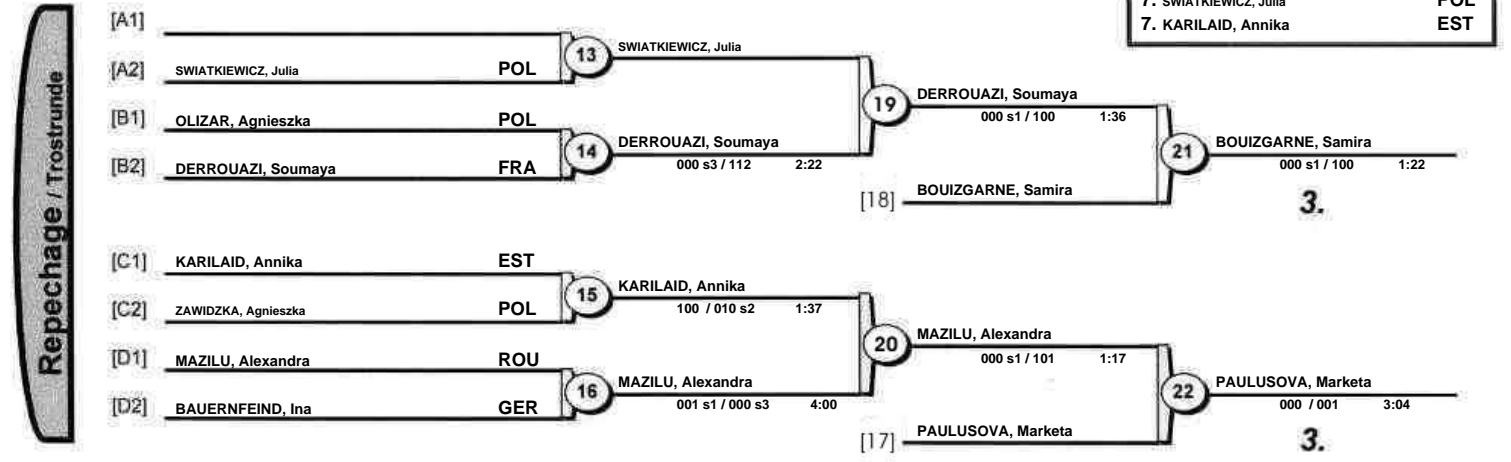 7. SWIATKIEWICZ, Julia POL
7. KARILAID, Annika EST
Repechage / Trostrunde
[A1]
13 SWIATKIEWICZ, Julia
[A2] SWIATKIEWICZ, Julia POL
19 DERROUAZI, Soumaya
000 s1 / 100 1:36
[B1] OLIZAR, Agnieszka POL
14 DERROUAZI, Soumaya
000 s3 / 112 2:22
[B2] DERROUAZI, Soumaya FRA
21 BOUIZGARNE, Samira
000 s1 / 100 1:22
[18] BOUIZGARNE, Samira
3.
[C1] KARILAID, Annika EST
15 KARILAID, Annika
100 / 010 s2 1:37
[C2] ZAWIDZKA, Agnieszka POL
20 MAZILU, Alexandra
000 s1 / 101 1:17
[D1] MAZILU, Alexandra ROU
16 MAZILU, Alexandra
001 s1 / 000 s3 4:00
[D2] BAUERNFEIND, Ina GER
22 PAULUSOVA, Marketa
000 / 001 3:04
[17] PAULUSOVA, Marketa
3.